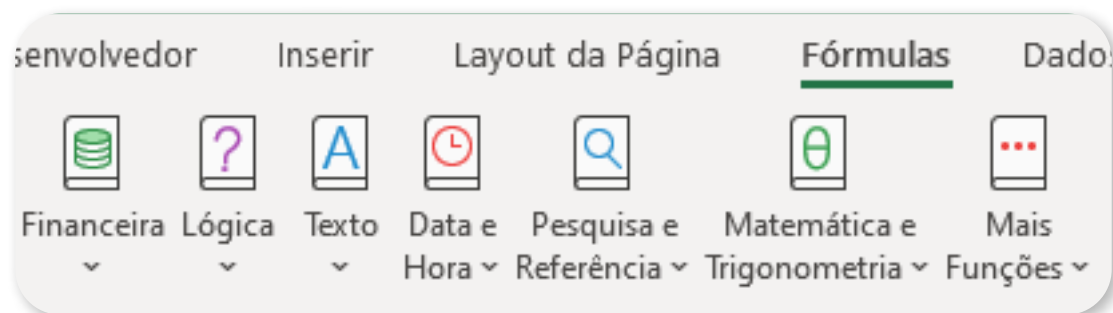 senvolvedor Inserir Layout da Página Fórmulas Dados
Financeira Lógica Texto Data e Hora Pesquisa e Referência Matemática e Trigonometria Mais Funções